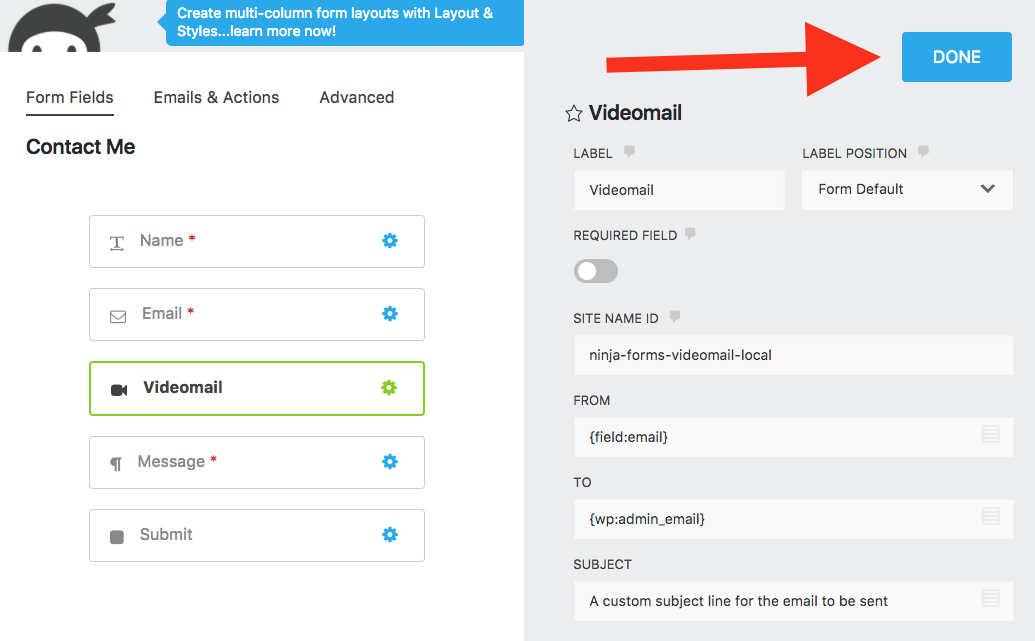 Create multi-column form layouts with Layout &
Styles...learn more now!
Form Fields Emails & Actions Advanced
Contact Me
Name *
Email *
Videomail
Message *
Submit
DONE
Videomail
LABEL LABEL POSITION
Videomail Form Default
REQUIRED FIELD
SITE NAME ID
ninja-forms-videomail-local
FROM
{field:email}
TO
{wp:admin_email}
SUBJECT
A custom subject line for the email to be sent